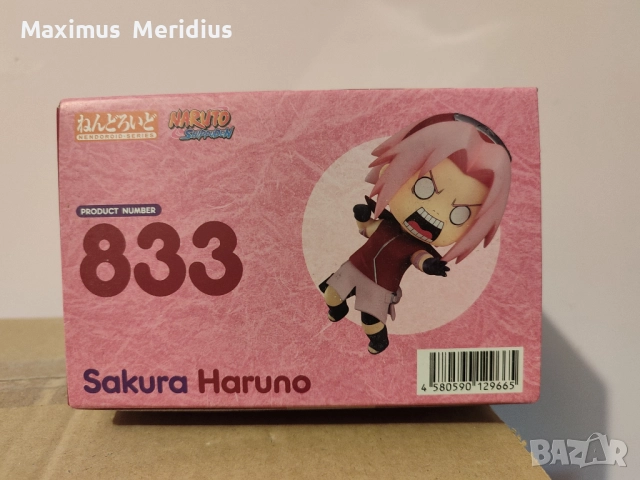 Maximus Meridius
ねんどろいど
NENDOROID SERIES
NARUTO
SHIPPUDEN
PRODUCT NUMBER
833
Sakura Haruno
4 580590 129665
BAZAR